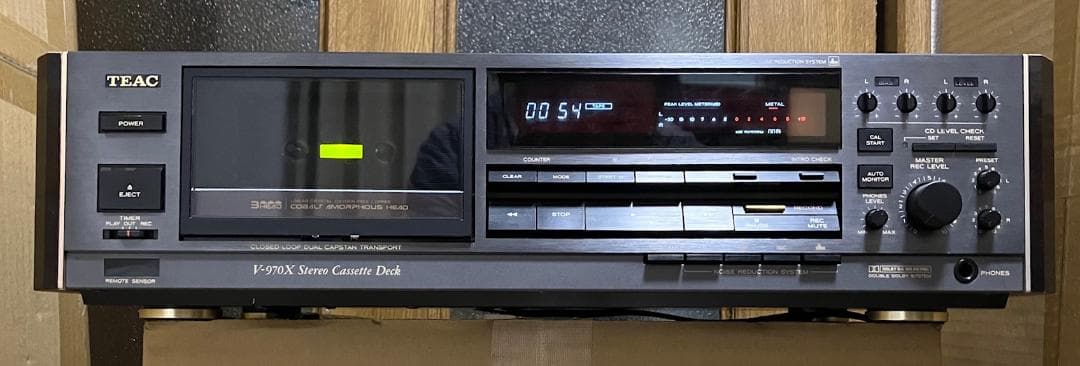 TEAC
POWER
EJECT
TIMER
PLAY OUT REC
REMOTE SENSOR
3 HEAD
COBALT AMORPHOUS HEAD
CLOSED LOOP DUAL CAPSTAN TRANSPORT
V-970X Stereo Cassette Deck
REDUCTION SYSTEM
00 54
TAPE
PEAK LEVEL METER
METAL
L
R
COUNTER
INTRO CHECK
CLEAR
MODE
STOP
REC
MUTE
NOISE REDUCTION SYSTEM
L BIAS R
L LEVEL R
CAL
START
CD LEVEL CHECK
SET
RESET
MASTER
REC LEVEL
PRESET
L
R
AUTO
MONITOR
PHONES
LEVEL
MIN MAX
DOUBLE DOLBY SYSTEM
PHONES